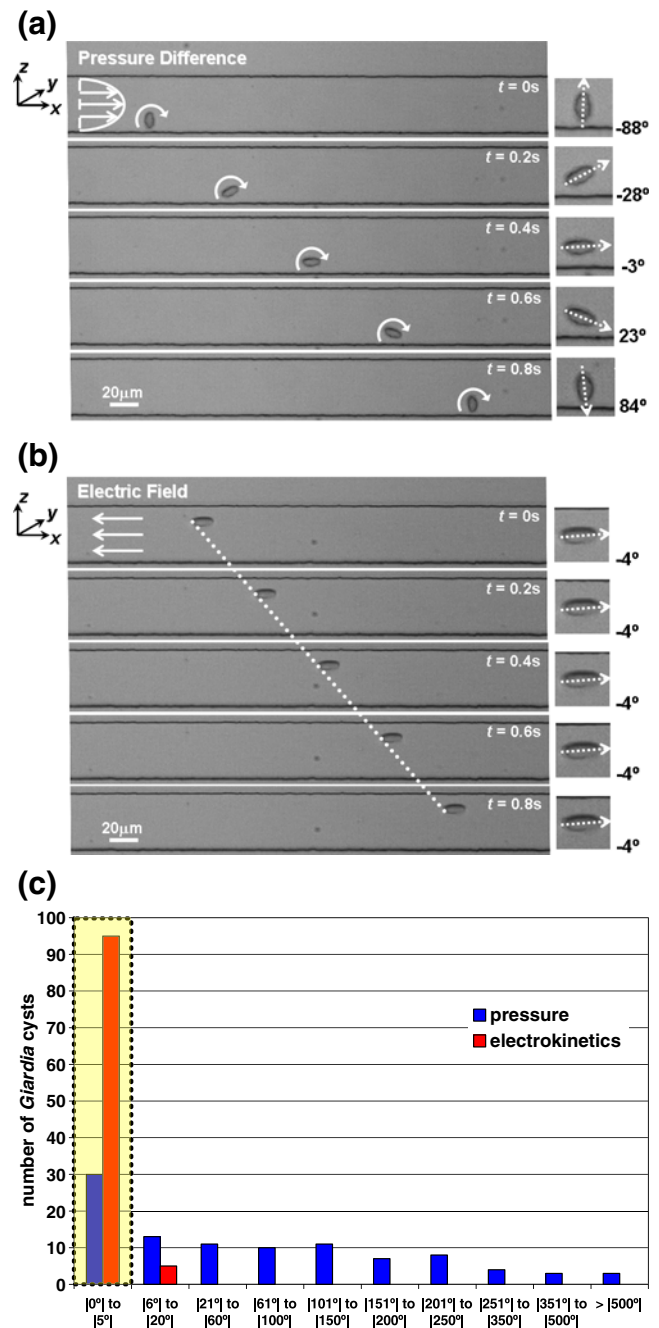 (a)
Pressure Difference
z
y
x
t = 0s
-88º
t = 0.2s
-28º
t = 0.4s
-3º
t = 0.6s
23º
t = 0.8s
20μm
84º
(b)
Electric Field
z
y
x
t = 0s
-4º
t = 0.2s
-4º
t = 0.4s
-4º
t = 0.6s
-4º
t = 0.8s
20μm
-4º
(c)
number of Giardia cysts
100
90
80
70
60
50
40
30
20
10
0
pressure
electrokinetics
|0º| to |5º|
|6º| to |20º|
|21º| to |60º|
|61º| to |100º|
|101º| to |150º|
|151º| to |200º|
|201º| to |250º|
|251º| to |350º|
|351º| to |500º|
> |500º|